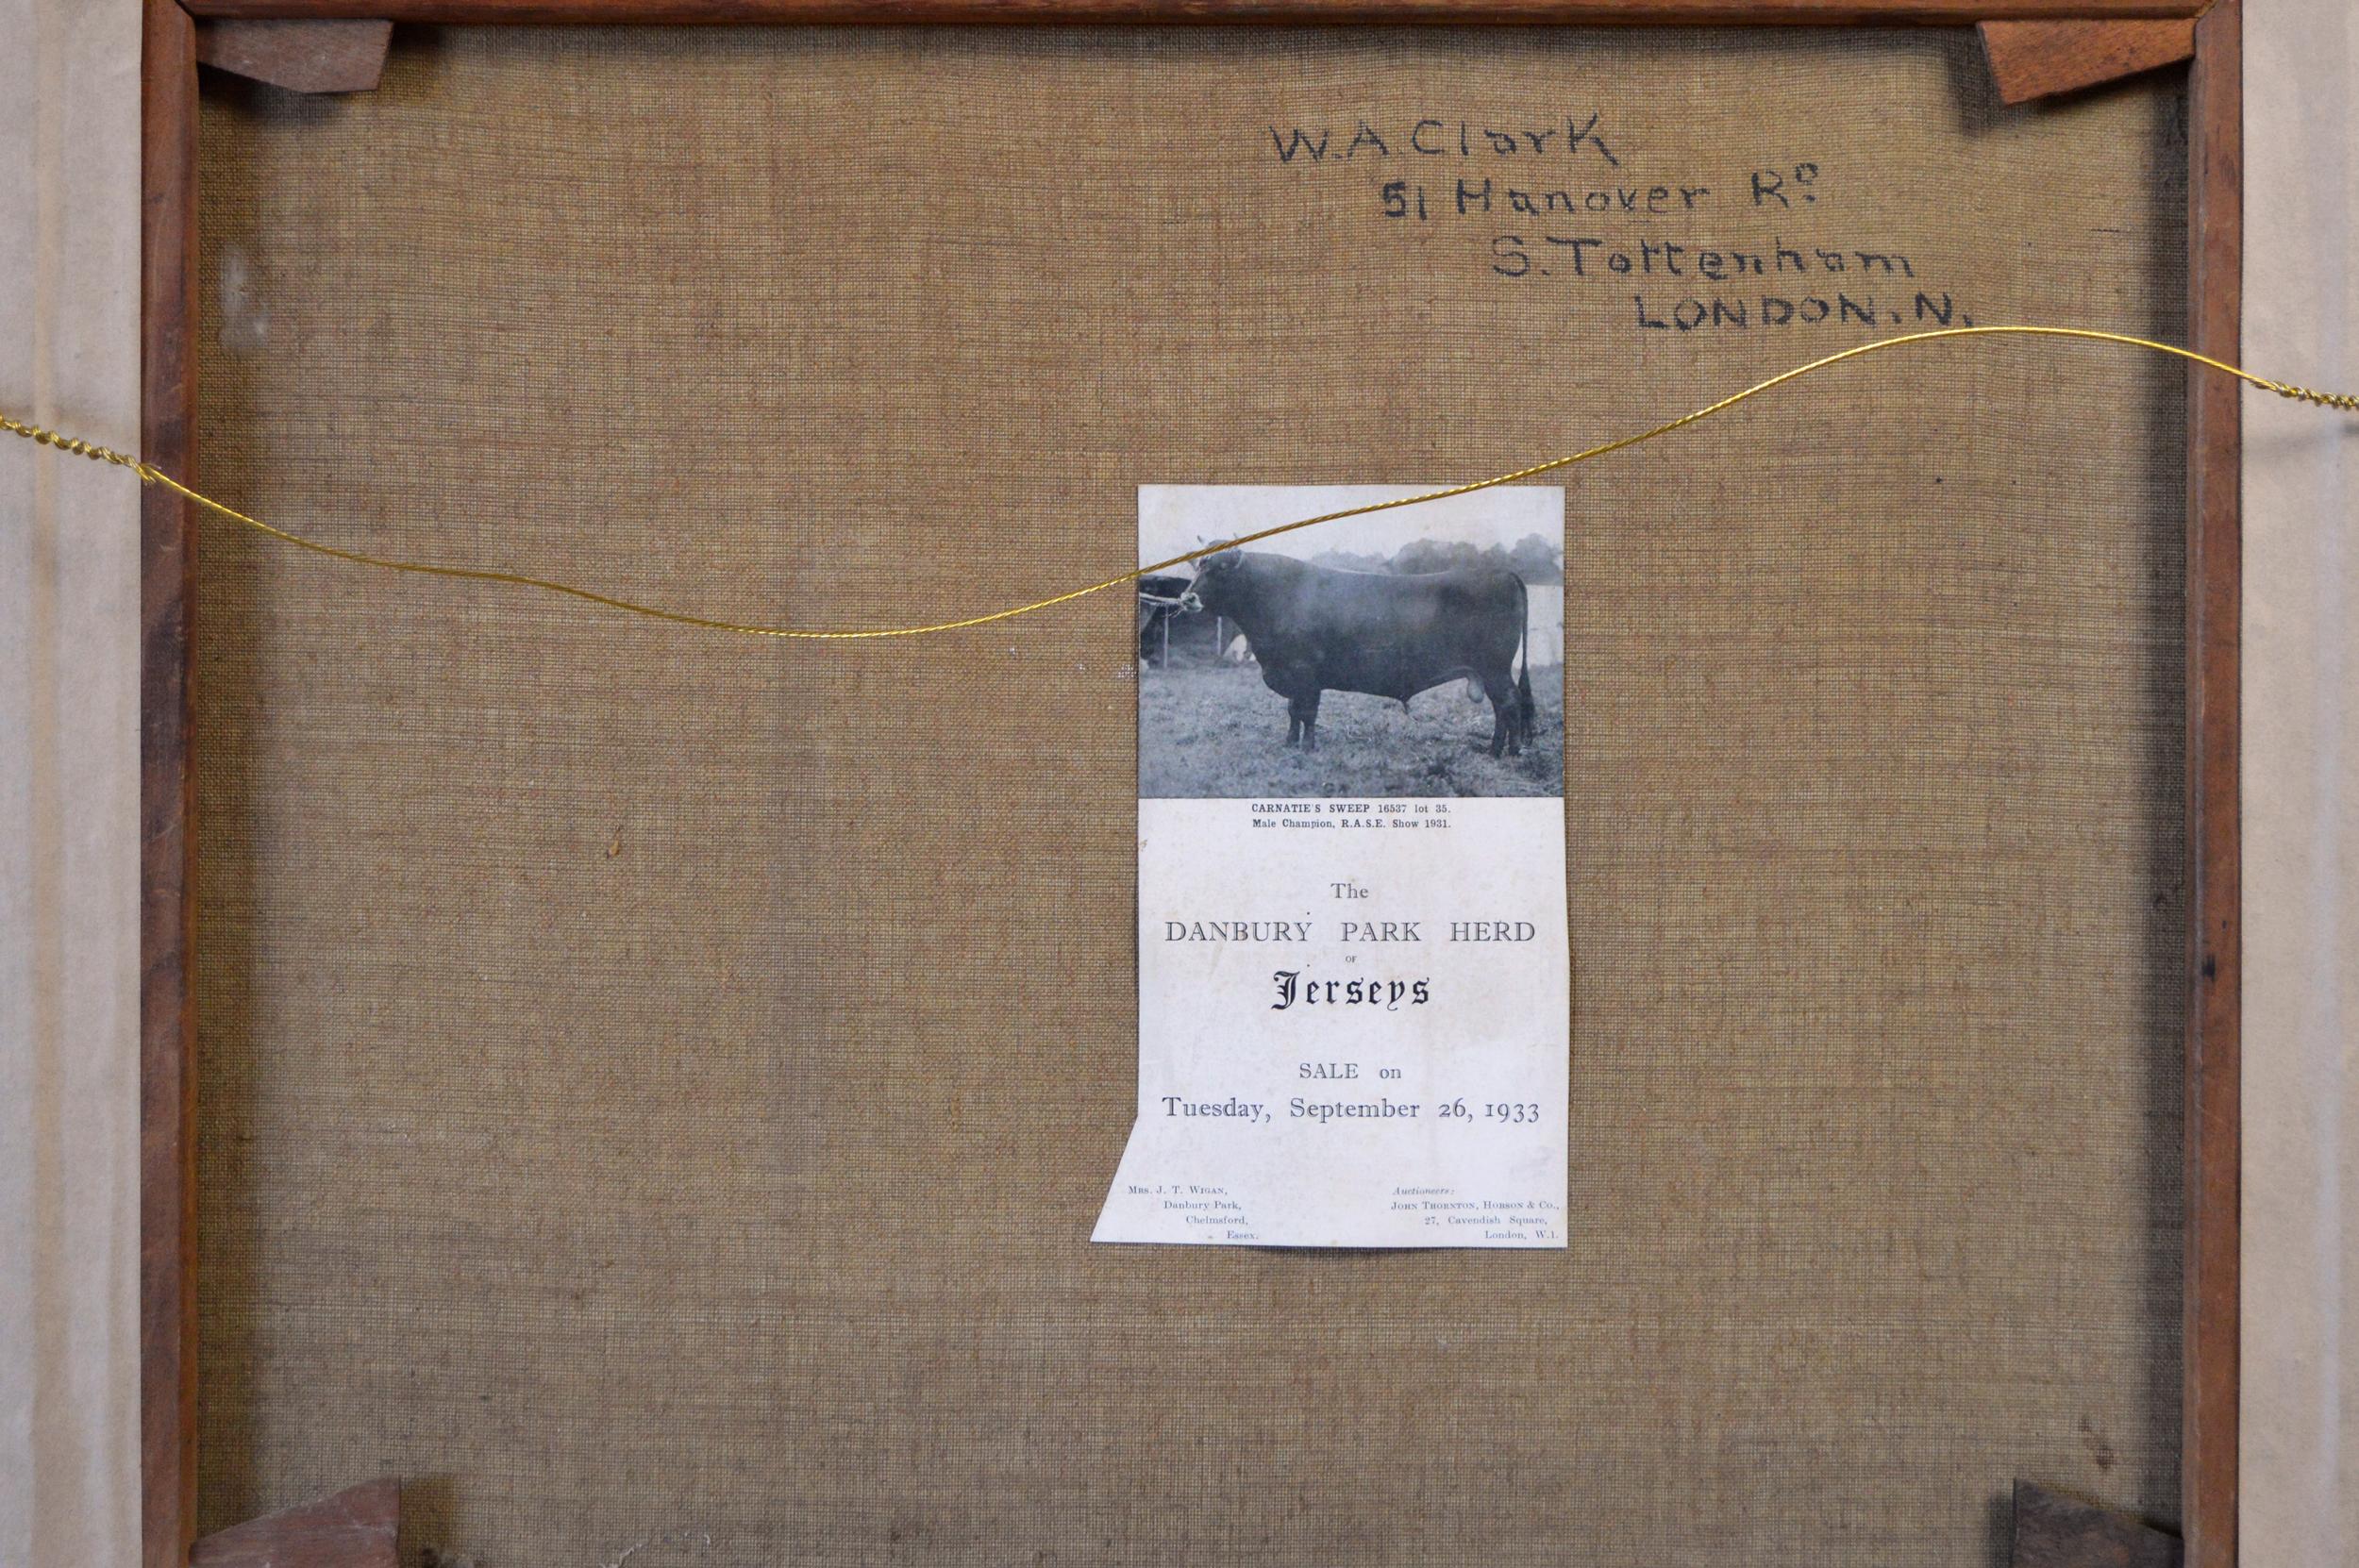 W.A Clark
51 Hanover Rᵒ
S. Tottenham
LONDON. N.
CARNATIE'S SWEEP 16537 lot 35.
Male Champion, R.A.S.E. Show 1931.
The
DANBURY PARK HERD
OF
Jerseys
SALE on
Tuesday, September 26, 1933
MRS. J. T. WIGAN,
Danbury Park,
Chelmsford,
Essex.
Auctioneers:
JOHN THORNTON, HOBSON & Co.,
27, Cavendish Square,
London, W.1.